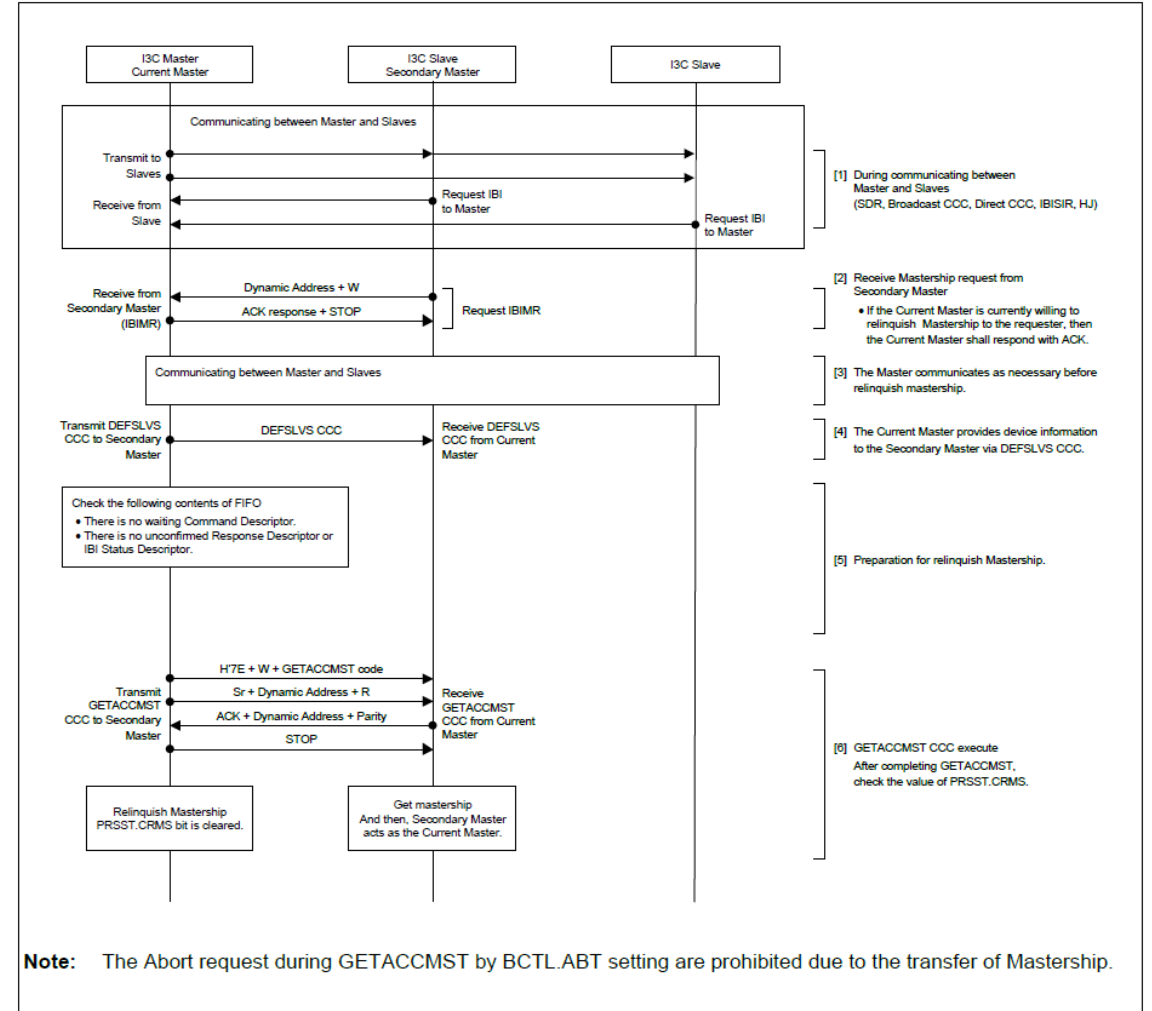 I3C Master
Current Master
I3C Slave
Secondary Master
I3C Slave
Communicating between Master and Slaves
Transmit to
Slaves
Receive from
Slave
Request IBI
to Master
Request IBI
to Master
[1] During communicating between
Master and Slaves
(SDR, Broadcast CCC, Direct CCC, IBISIR, HJ)
Receive from
Secondary Master
(IBIMR)
Dynamic Address + W
ACK response + STOP
Request IBIMR
[2] Receive Mastership request from
Secondary Master
• If the Current Master is currently willing to
relinquish Mastership to the requester, then
the Current Master shall respond with ACK.
Communicating between Master and Slaves
[3] The Master communicates as necessary before
relinquish mastership.
Transmit DEFSLVS
CCC to Secondary
Master
DEFSLVS CCC
Receive DEFSLVS
CCC from Current
Master
[4] The Current Master provides device information
to the Secondary Master via DEFSLVS CCC.
Check the following contents of FIFO
• There is no waiting Command Descriptor.
• There is no unconfirmed Response Descriptor or
IBI Status Descriptor.
[5] Preparation for relinquish Mastership.
Transmit
GETACCMST
CCC to Secondary
Master
H'7E + W + GETACCMST code
Sr + Dynamic Address + R
ACK + Dynamic Address + Parity
STOP
Receive
GETACCMST
CCC from Current
Master
[6] GETACCMST CCC execute
After completing GETACCMST,
check the value of PRSST.CRMS.
Relinquish Mastership
PRSST.CRMS bit is cleared.
Get mastership
And then, Secondary Master
acts as the Current Master.
Note: The Abort request during GETACCMST by BCTL.ABT setting are prohibited due to the transfer of Mastership.